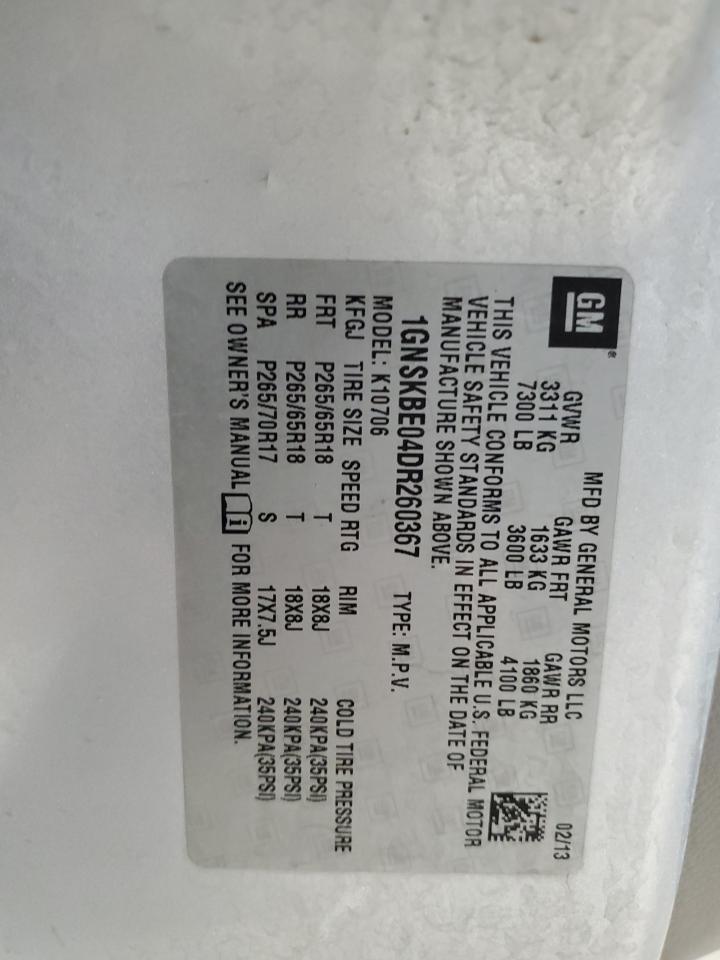 GM
MFD BY GENERAL MOTORS LLC 02/13
GVWR GAWR FRT GAWR RR
3311 KG 1633 KG 1860 KG
7300 LB 3600 LB 4100 LB
THIS VEHICLE CONFORMS TO ALL APPLICABLE U.S. FEDERAL MOTOR
VEHICLE SAFETY STANDARDS IN EFFECT ON THE DATE OF
MANUFACTURE SHOWN ABOVE.
1GNSKBE04DR260367 TYPE: M.P.V.
MODEL: K10706
KFGJ TIRE SIZE SPEED RTG RIM COLD TIRE PRESSURE
FRT P265/65R18 T 18X8J 240KPA(35PSI)
RR P265/65R18 T 18X8J 240KPA(35PSI)
SPA P265/70R17 S 17X7.5J 240KPA(35PSI)
SEE OWNER'S MANUAL FOR MORE INFORMATION.